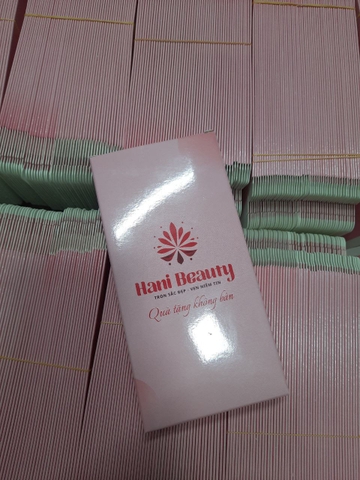 Hani Beauty
TRỌN SẮC ĐẸP - VẸN NIỀM TIN
Quà tặng không bán